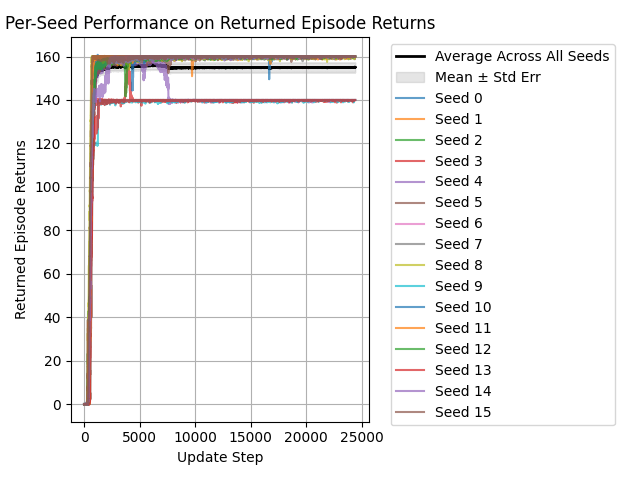 Per-Seed Performance on Returned Episode Returns
Returned Episode Returns
160
140
120
100
80
60
40
20
0
0 5000 10000 15000 20000 25000
Update Step
Average Across All Seeds
Mean ± Std Err
Seed 0
Seed 1
Seed 2
Seed 3
Seed 4
Seed 5
Seed 6
Seed 7
Seed 8
Seed 9
Seed 10
Seed 11
Seed 12
Seed 13
Seed 14
Seed 15